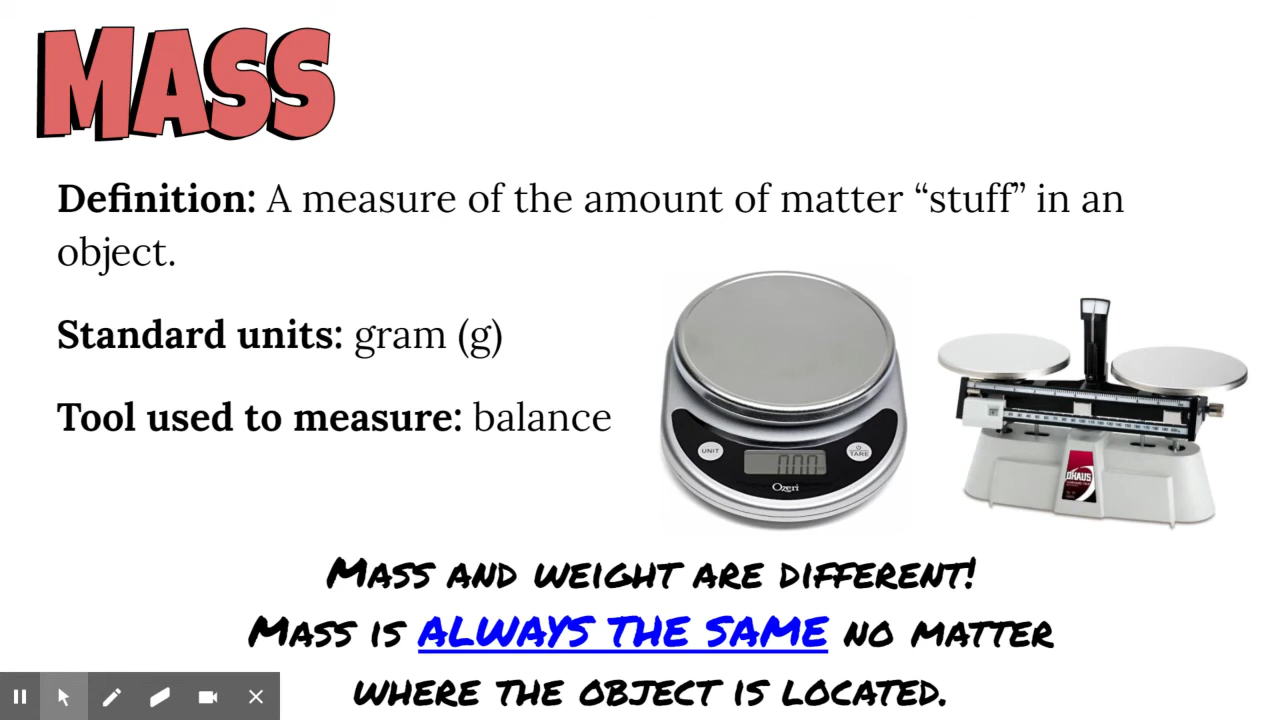 MASS
Definition: A measure of the amount of matter “stuff” in an
object.
Standard units: gram (g)
Tool used to measure: balance
UNIT
TARE
0.00
Ozeri
OHAUS
MASS AND WEIGHT ARE DIFFERENT!
MASS IS ALWAYS THE SAME NO MATTER
WHERE THE OBJECT IS LOCATED.